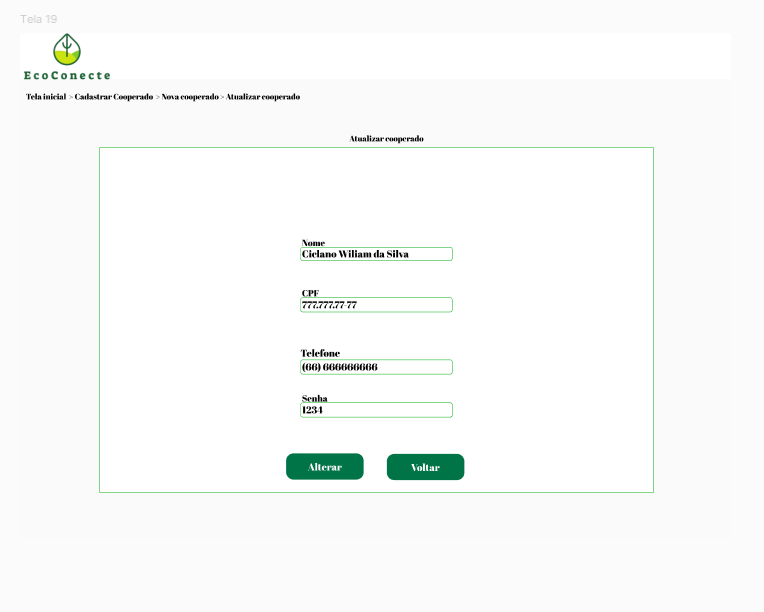 Tela 19
EcoConecte
Tela inicial > Cadastrar Cooperado > Nova cooperado > Atualizar cooperado
Atualizar cooperado
Nome
Ciclano Wiliam da Silva
CPF
777.777.77-77
Telefone
(66) 666666666
Senha
1234
Alterar
Voltar